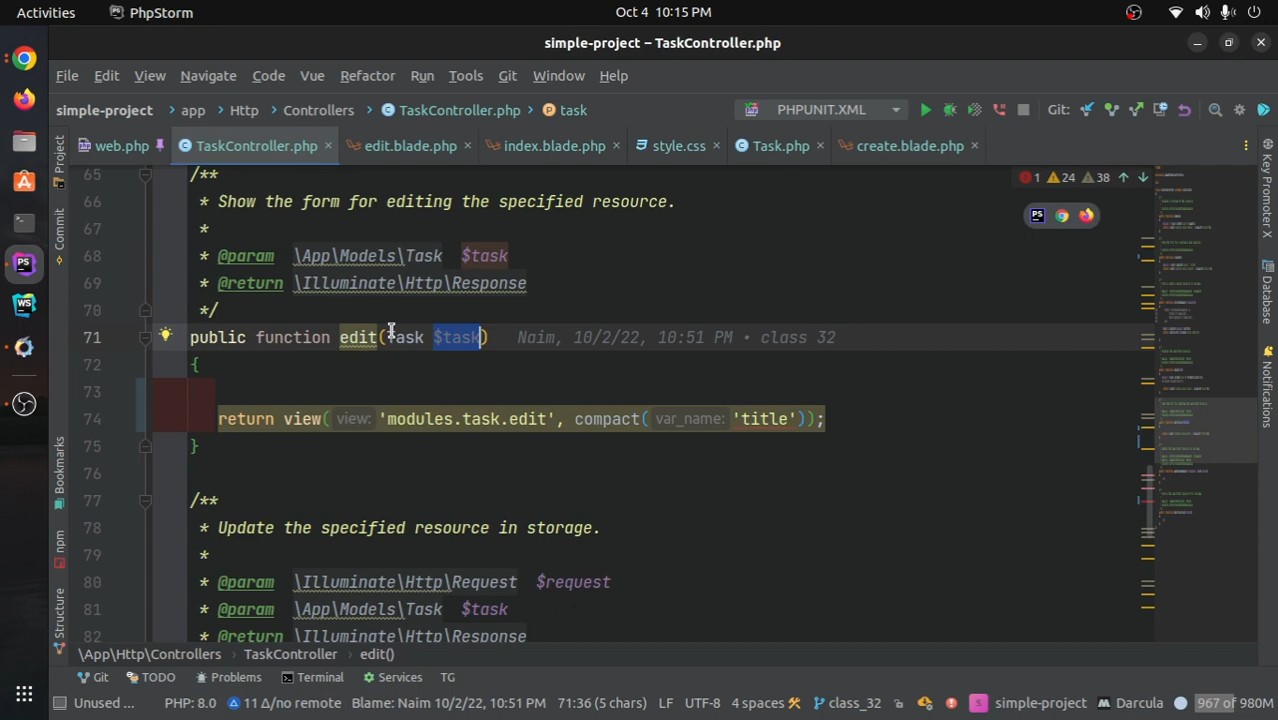 Activities PhpStorm Oct 4 10:15 PM
simple-project – TaskController.php
File Edit View Navigate Code Vue Refactor Run Tools Git Window Help
simple-project app Http Controllers TaskController.php task PHPUNIT.XML Git:
web.php TaskController.php edit.blade.php index.blade.php style.css Task.php create.blade.php
1 24 38
65 /**
66 * Show the form for editing the specified resource.
67 *
68 * @param \App\Models\Task $task
69 * @return \Illuminate\Http\Response
70 */
71 public function edit(Task $task) Naim, 10/2/22, 10:51 PM • class 32
72 {
73
74 return view( view: 'modules.task.edit', compact( var_name: 'title'));
75 }
76
77 /**
78 * Update the specified resource in storage.
79 *
80 * @param \Illuminate\Http\Request $request
81 * @param \App\Models\Task $task
82 * @return \Illuminate\Http\Response
Project
Commit
Bookmarks
npm
Structure
Key Promoter X
Database
Notifications
\App\Http\Controllers TaskController edit()
Git TODO Problems Terminal Services TG
Unused ... PHP: 8.0 11 Δ/no remote Blame: Naim 10/2/22, 10:51 PM 71:36 (5 chars) LF UTF-8 4 spaces class_32 S simple-project Darcula 967 of 980M